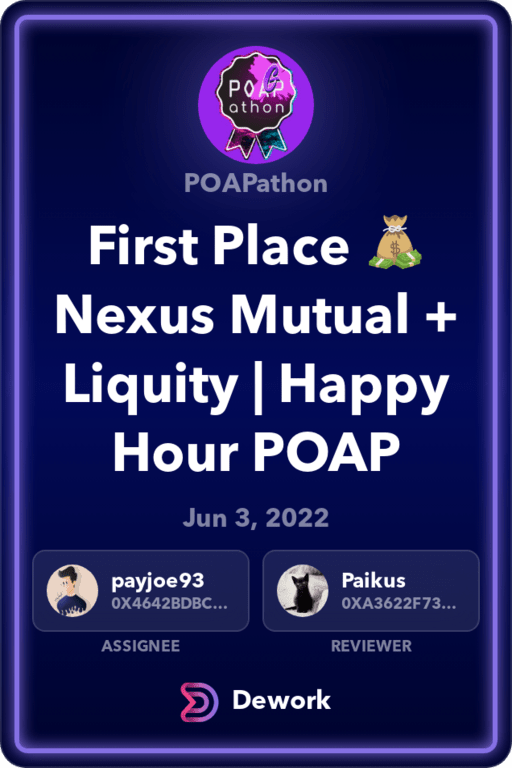 POAP
athon
POAPathon
First Place 💰
Nexus Mutual +
Liquity | Happy
Hour POAP
Jun 3, 2022
payjoe93
0X4642BDBC...
ASSIGNEE
Paikus
0XA3622F73...
REVIEWER
Dework